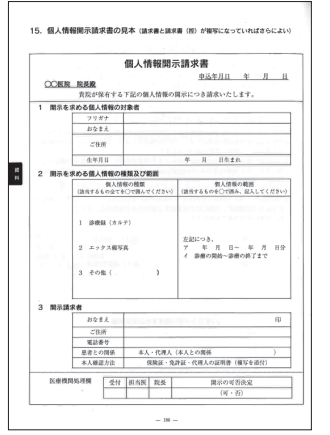 15. 個人情報開示請求書の見本 (請求書と請求書（控）が複写になっていればさらによい)
個人情報開示請求書
申込年月日 年 月 日
〇〇医院 院長殿
貴院が保有する下記の個人情報の開示につき請求いたします。
1 開示を求める個人情報の対象者
フリガナ
おなまえ
ご住所
生年月日 年 月 日生まれ
資料
2 開示を求める個人情報の種類及び範囲
個人情報の種類 個人情報の範囲
(該当するもの全てを〇で囲んでください) (該当するものを〇で囲み、記入してください)
1 診療録（カルテ）
左記につき、
2 エックス線写真
ア 年 月 日～ 年 月 日分
イ 診療の開始～診療の終了まで
3 その他（ ）
3 開示請求者
おなまえ 印
ご住所
電話番号
患者との関係 本人・代理人（本人との関係 ）
本人確認方法 保険証・免許証・代理人の証明書（複写を添付）
医療機関処理欄 受付 担当医 院長 開示の可否決定
（可・否）